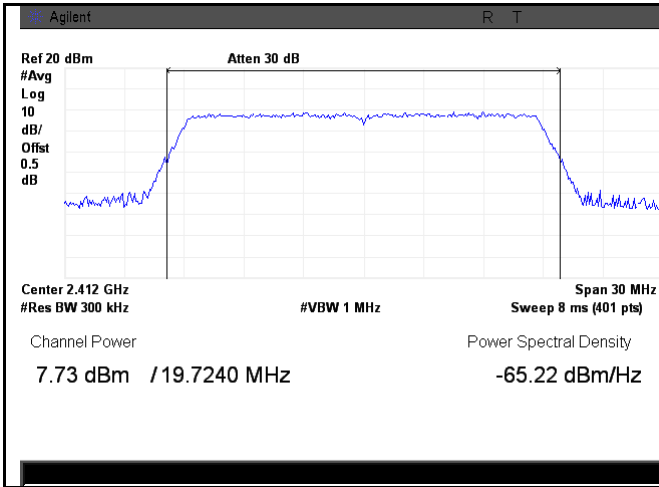 Agilent R T
Ref 20 dBm Atten 30 dB
#Avg
Log
10
dB/
Offst
0.5
dB
Center 2.412 GHz Span 30 MHz
#Res BW 300 kHz #VBW 1 MHz Sweep 8 ms (401 pts)
Channel Power Power Spectral Density
7.73 dBm / 19.7240 MHz -65.22 dBm/Hz